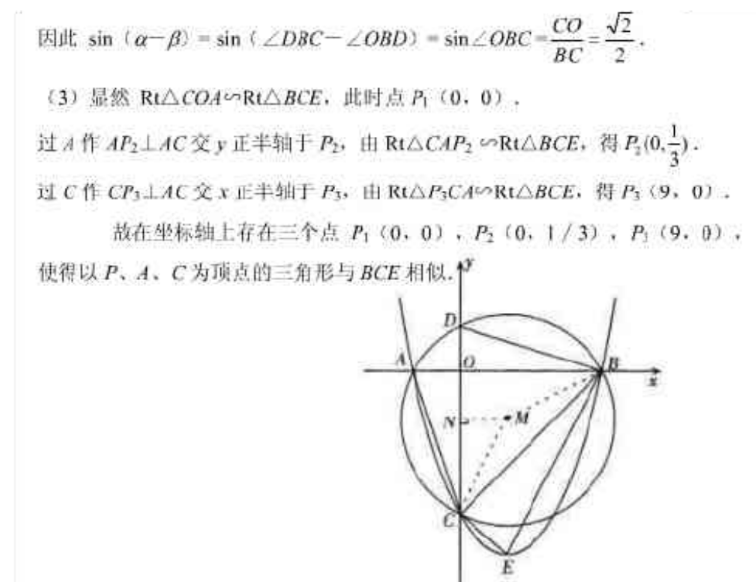 因此 sin(α－β)＝sin(∠DBC－∠OBD)＝sin∠OBC＝CO/BC＝√2/2.
(3)显然 Rt△COA∽Rt△BCE，此时点 P₁(0，0).
过 A 作 AP₂⊥AC 交 y 正半轴于 P₂，由 Rt△CAP₂ ∽Rt△BCE，得 P₂(0,1/3).
过 C 作 CP₃⊥AC 交 x 正半轴于 P₃，由 Rt△P₃CA∽Rt△BCE，得 P₃(9，0).
故在坐标轴上存在三个点 P₁(0，0)，P₂(0，1/3)，P₃(9，0)，
使得以 P、A、C 为顶点的三角形与 BCE 相似.
y
D
A O B x
N M
C
E